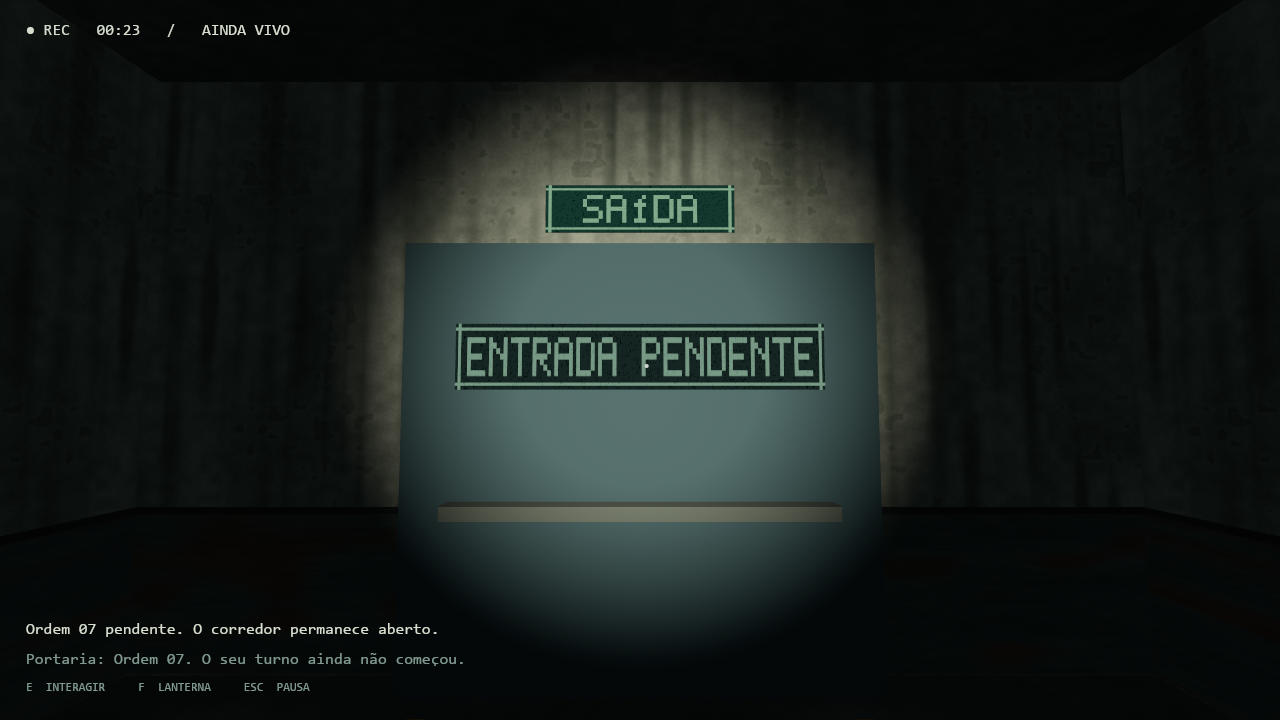 ● REC 00:23 / AINDA VIVO
SAíDA
ENTRADA PENDENTE
Ordem 07 pendente. O corredor permanece aberto.
Portaria: Ordem 07. O seu turno ainda não começou.
E INTERAGIR F LANTERNA ESC PAUSA